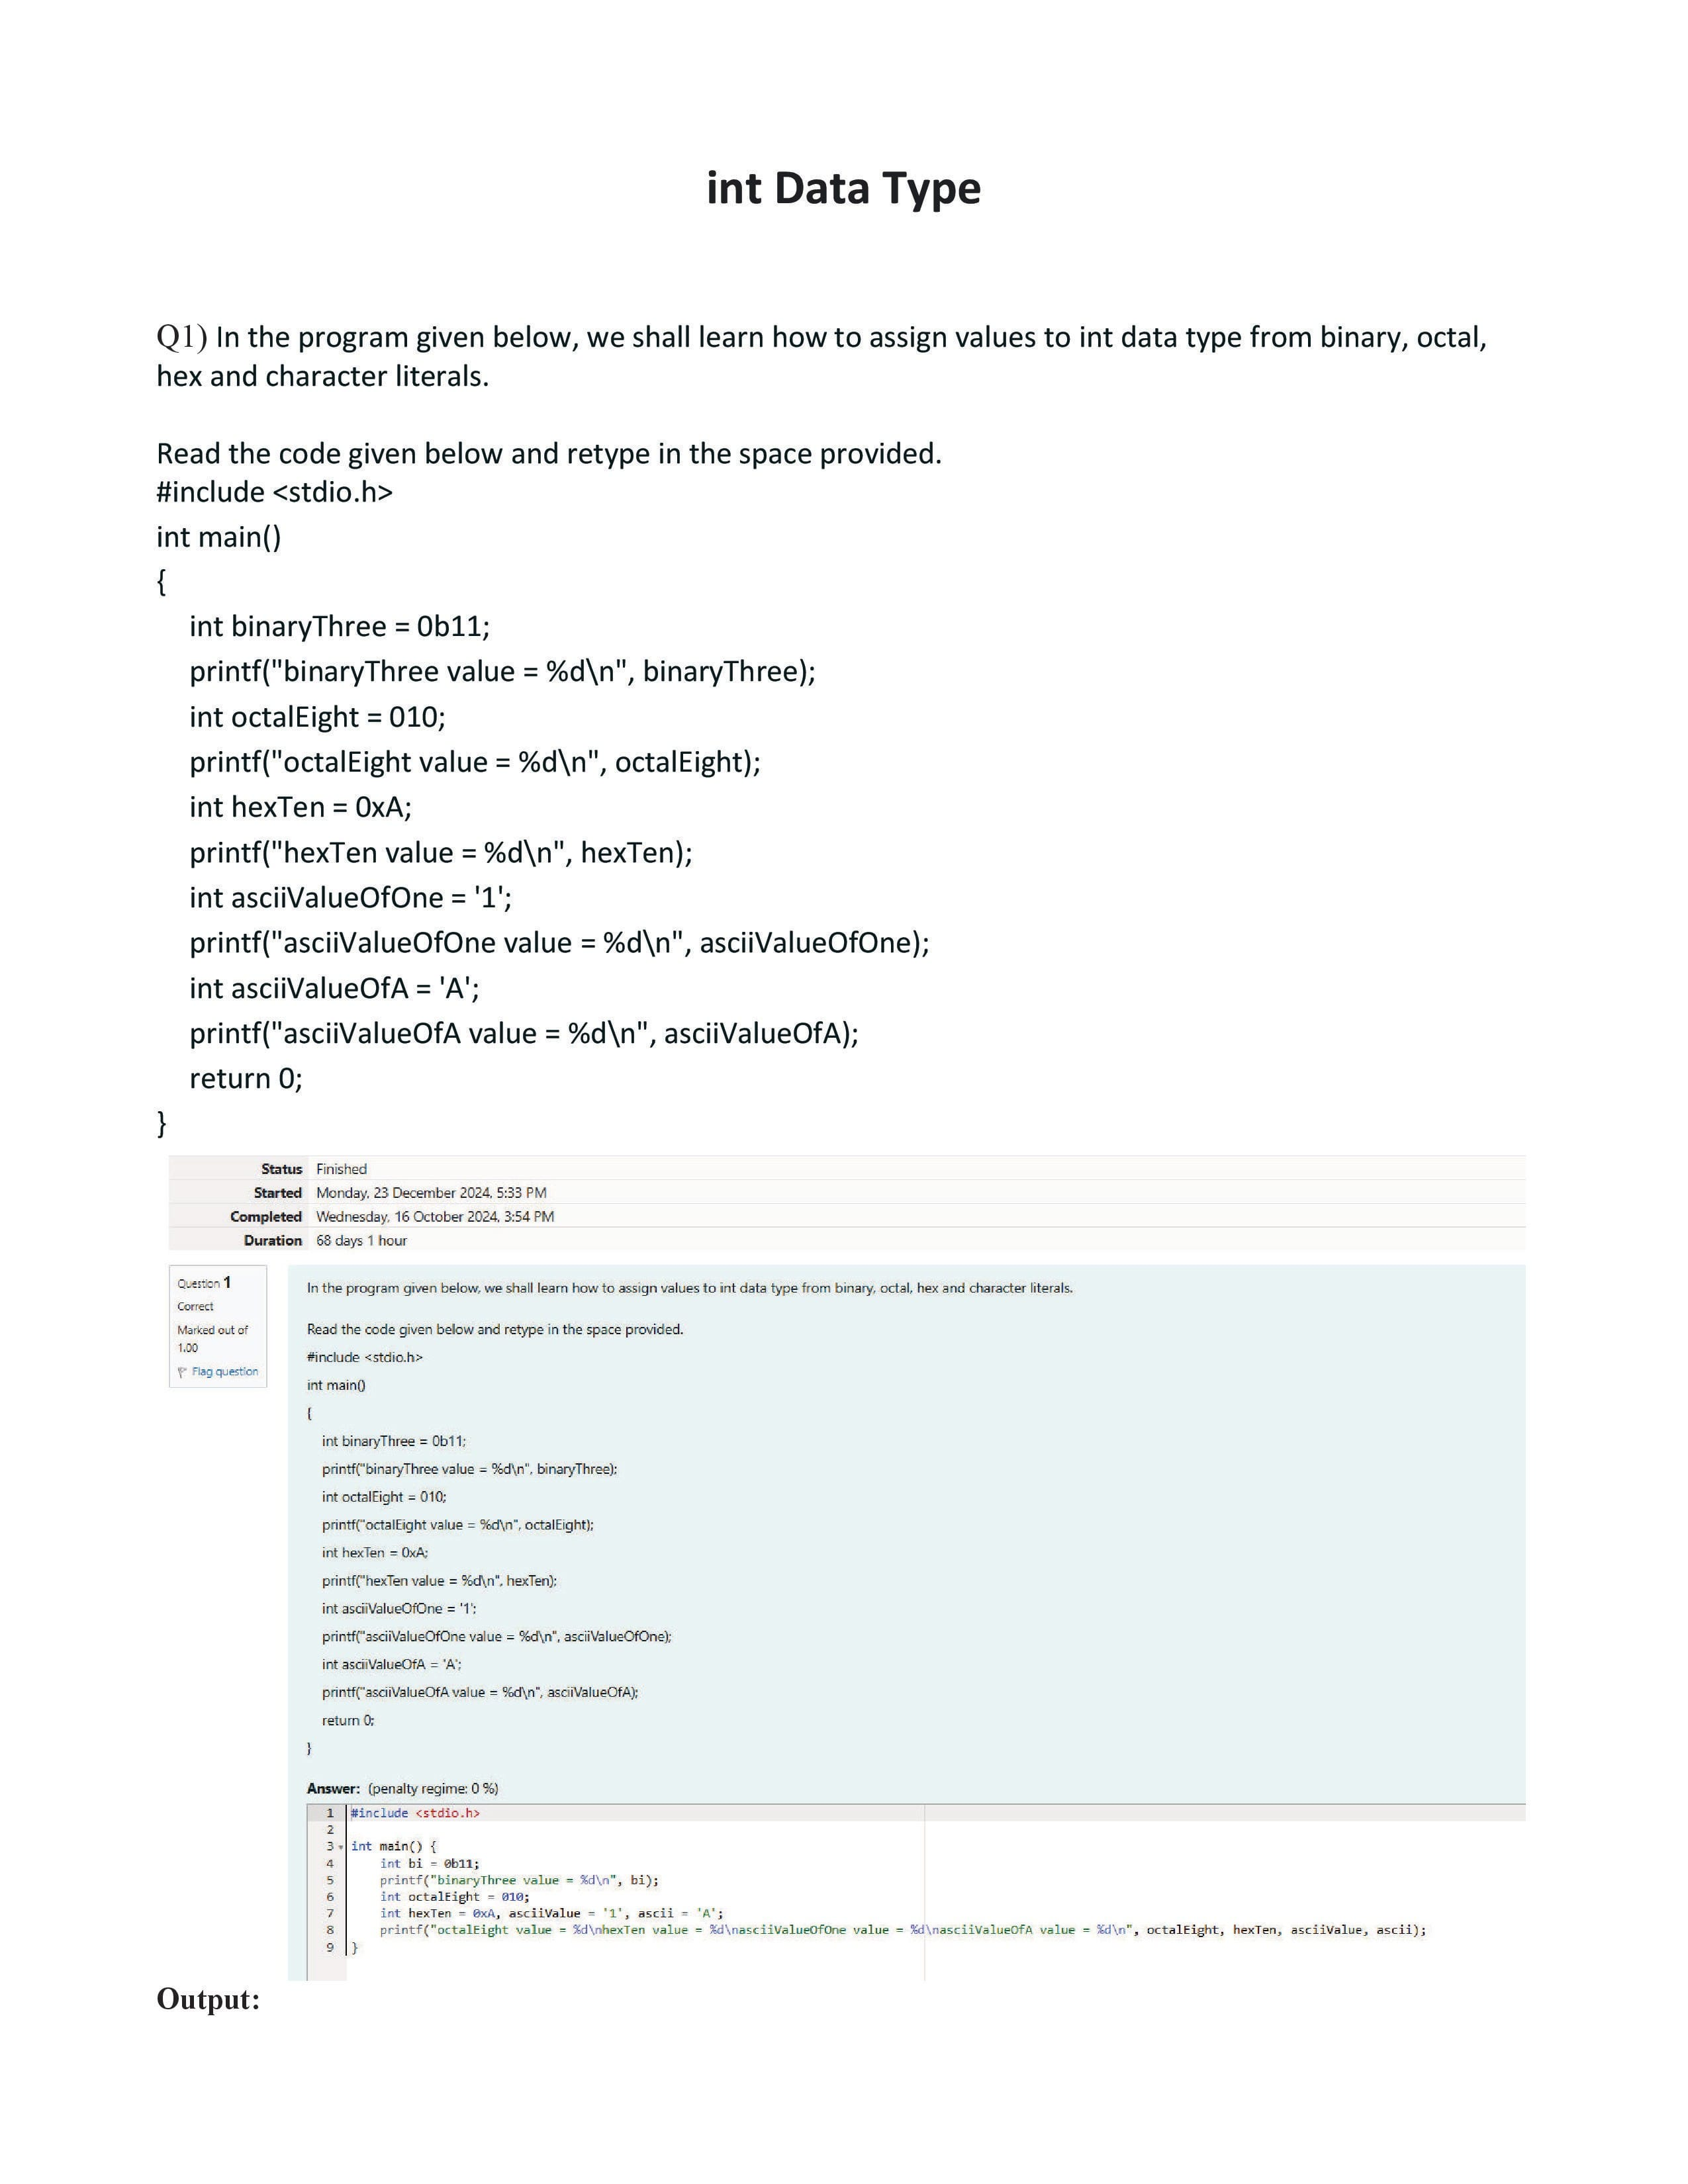 int Data Type
Q1) In the program given below, we shall learn how to assign values to int data type from binary, octal,
hex and character literals.
Read the code given below and retype in the space provided.
#include <stdio.h>
int main()
{
int binaryThree = 0b11;
printf("binaryThree value = %d\n", binaryThree);
int octalEight = 010;
printf("octalEight value = %d\n", octalEight);
int hexTen = 0xA;
printf("hexTen value = %d\n", hexTen);
int asciiValueOfOne = '1';
printf("asciiValueOfOne value = %d\n", asciiValueOfOne);
int asciiValueOfA = 'A';
printf("asciiValueOfA value = %d\n", asciiValueOfA);
return 0;
}
Status Finished
Started Monday, 23 December 2024, 5:33 PM
Completed Wednesday, 16 October 2024, 3:54 PM
Duration 68 days 1 hour
Question 1
Correct
Marked out of
1.00
Flag question
In the program given below, we shall learn how to assign values to int data type from binary, octal, hex and character literals.
Read the code given below and retype in the space provided.
#include <stdio.h>
int main()
{
int binaryThree = 0b11;
printf("binaryThree value = %d\n", binaryThree);
int octalEight = 010;
printf("octalEight value = %d\n", octalEight);
int hexTen = 0xA;
printf("hexTen value = %d\n", hexTen);
int asciiValueOfOne = '1';
printf("asciiValueOfOne value = %d\n", asciiValueOfOne);
int asciiValueOfA = 'A';
printf("asciiValueOfA value = %d\n", asciiValueOfA);
return 0;
}
Answer: (penalty regime: 0 %)
1 #include <stdio.h>
2
3 int main() {
4 int bi = 0b11;
5 printf("binaryThree value = %d\n", bi);
6 int octalEight = 010;
7 int hexTen = 0xA, asciiValue = '1', ascii = 'A';
8 printf("octalEight value = %d\nhexTen value = %d\nasciiValueOfOne value = %d\nasciiValueOfA value = %d\n", octalEight, hexTen, asciiValue, ascii);
9 }
Output: